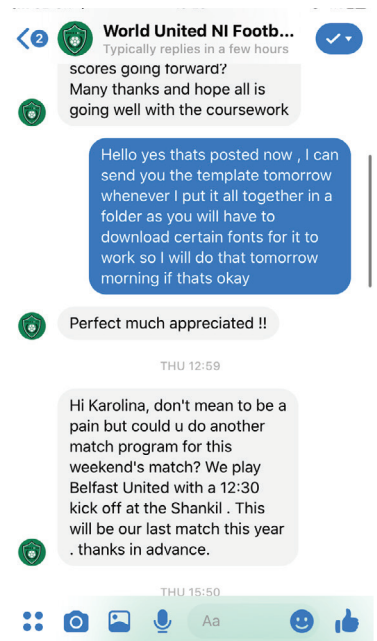 2
World United NI Footb...
Typically replies in a few hours
scores going forward?
Many thanks and hope all is
going well with the coursework
Hello yes thats posted now , I can
send you the template tomorrow
whenever I put it all together in a
folder as you will have to
download certain fonts for it to
work so I will do that tomorrow
morning if thats okay
Perfect much appreciated !!
THU 12:59
Hi Karolina, don't mean to be a
pain but could u do another
match program for this
weekend's match? We play
Belfast United with a 12:30
kick off at the Shankil . This
will be our last match this year
. thanks in advance.
THU 15:50
Aa